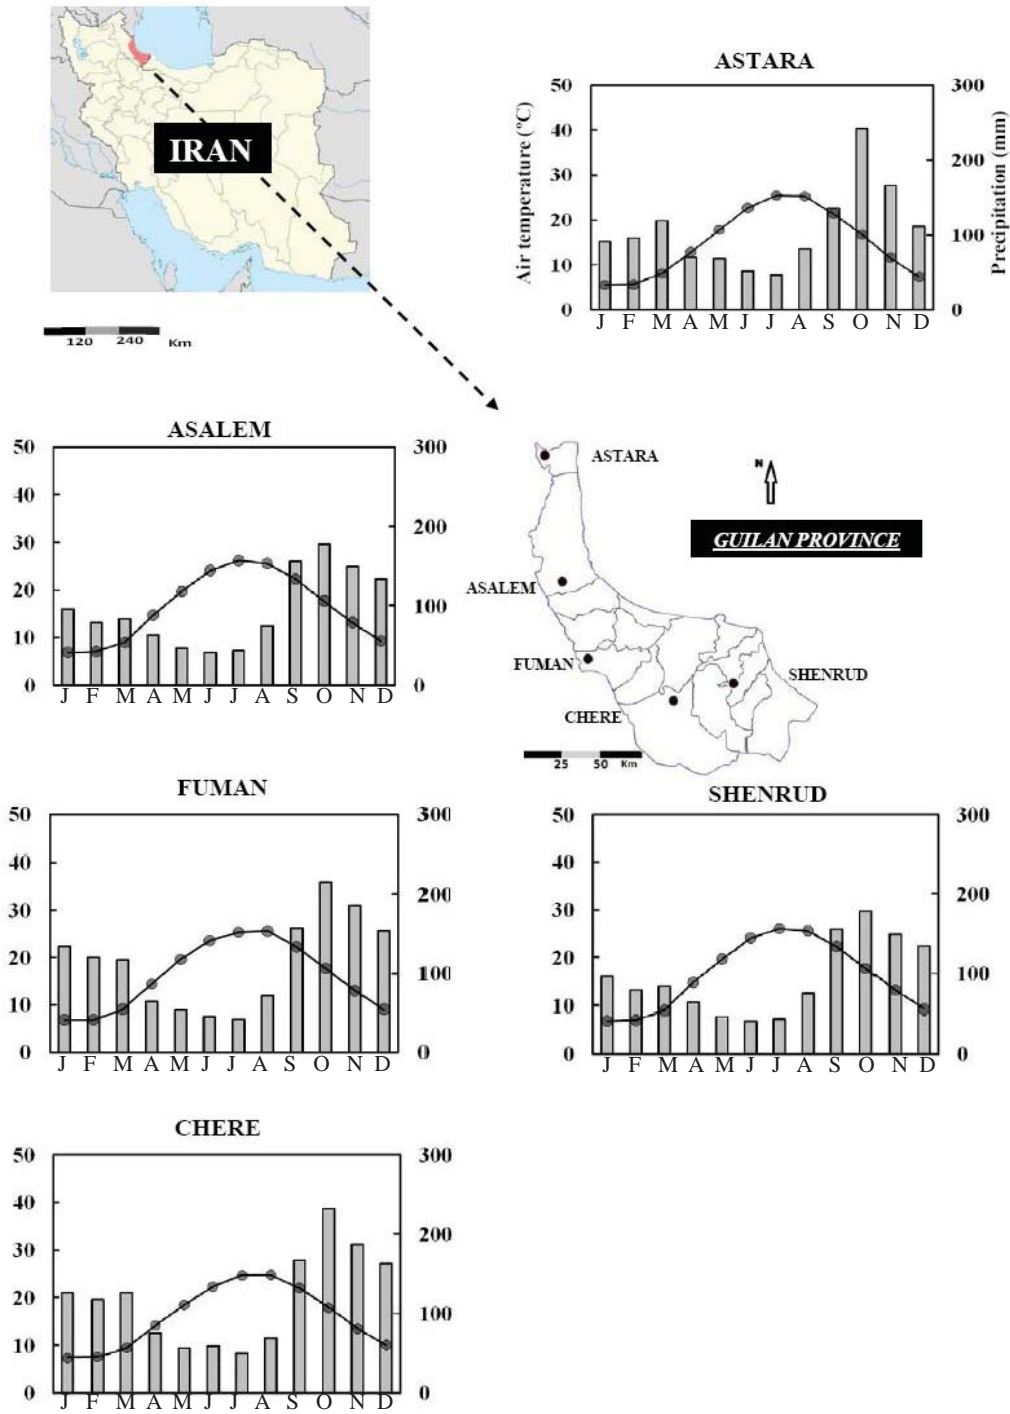 IRAN
120 240 Km
ASTARA
Air temperature (°C)
50
40
30
20
10
0
300
200
100
0
Precipitation (mm)
J F M A M J J A S O N D
ASALEM
50
40
30
20
10
0
300
200
100
0
J F M A M J J A S O N D
ASTARA
N
GUILAN PROVINCE
ASALEM
FUMAN
SHENRUD
CHERE
25 50 Km
FUMAN
50
40
30
20
10
0
300
200
100
0
J F M A M J J A S O N D
SHENRUD
50
40
30
20
10
0
300
200
100
0
J F M A M J J A S O N D
CHERE
50
40
30
20
10
0
300
200
100
0
J F M A M J J A S O N D